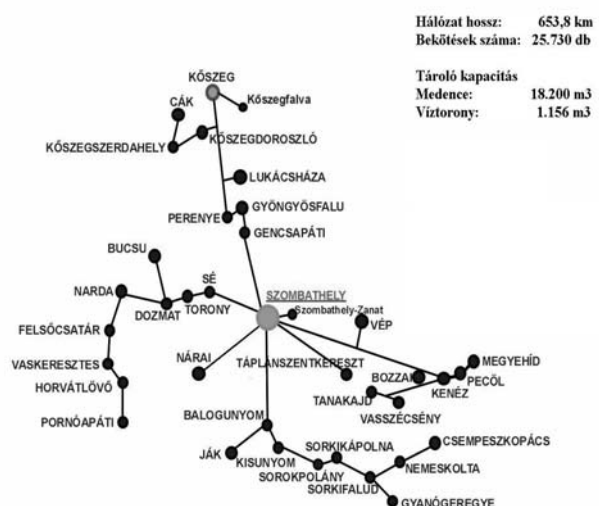 Hálózat hossz: 653,8 km
Bekötések száma: 25.730 db
Tároló kapacitás
Medence: 18.200 m3
Víztorony: 1.156 m3
KŐSZEG
CÁK
Kőszegfalva
KŐSZEGDOROSZLÓ
KŐSZEGSZERDAHELY
LUKÁCSHÁZA
GYÖNGYÖSFALU
PERENYE
GENCSAPÁTI
BUCSU
SÉ
NARDA
SZOMBATHELY
Szombathely-Zanat
DOZMAT
TORONY
VÉP
FELSŐCSATÁR
NÁRAI
TÁPLÁNSZENTKERESZT
MEGYEHÍD
VASKERESZTES
BOZZAI
PECÖL
KENÉZ
HORVÁTLÖVŐ
TANAKAJD
VASSZÉCSÉNY
PORNÓAPÁTI
BALOGUNYOM
CSEMPESZKOPÁCS
SORKIKÁPOLNA
JÁK
KISUNYOM
NEMESKOLTA
SOROKPOLÁNY
SORKIFALUD
GYANÓGEREGYE